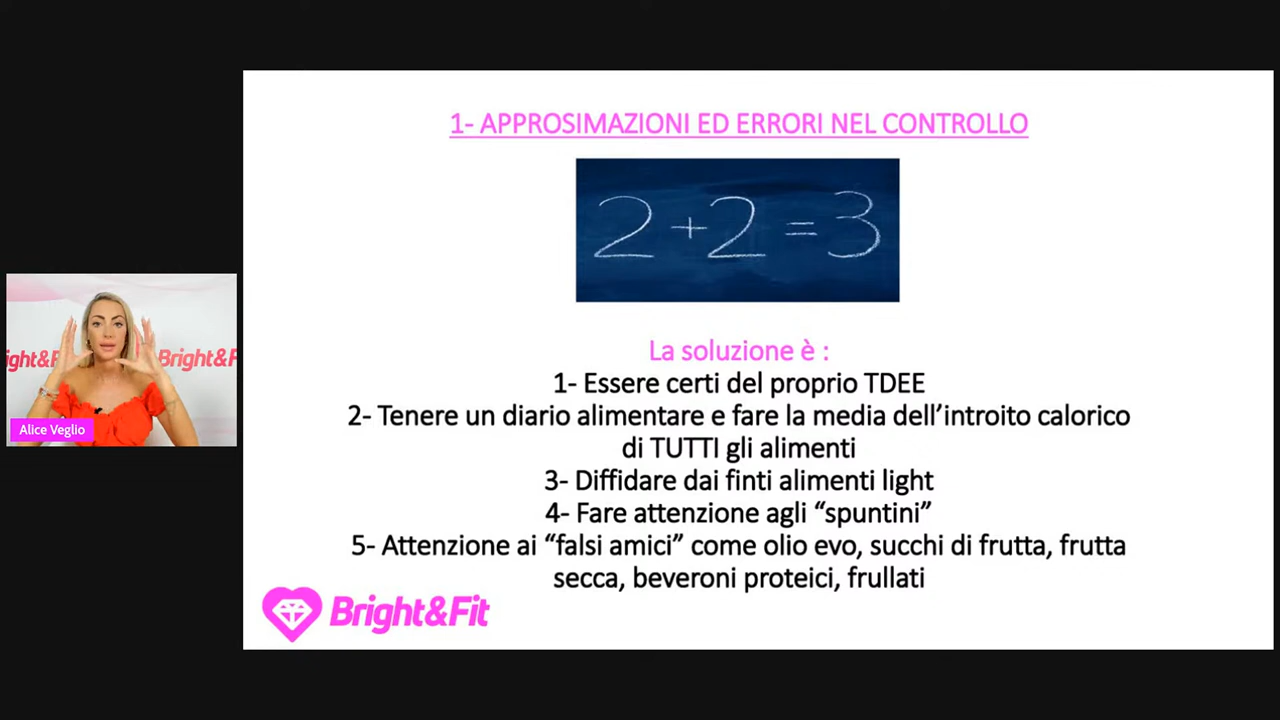 1- APPROSIMAZIONI ED ERRORI NEL CONTROLLO
2+2=3
La soluzione è :
1- Essere certi del proprio TDEE
2- Tenere un diario alimentare e fare la media dell’introito calorico
di TUTTI gli alimenti
3- Diffidare dai finti alimenti light
4- Fare attenzione agli “spuntini”
5- Attenzione ai “falsi amici” come olio evo, succhi di frutta, frutta
secca, beveroni proteici, frullati
Bright&Fit
ight&F
Bright&F
Alice Veglio